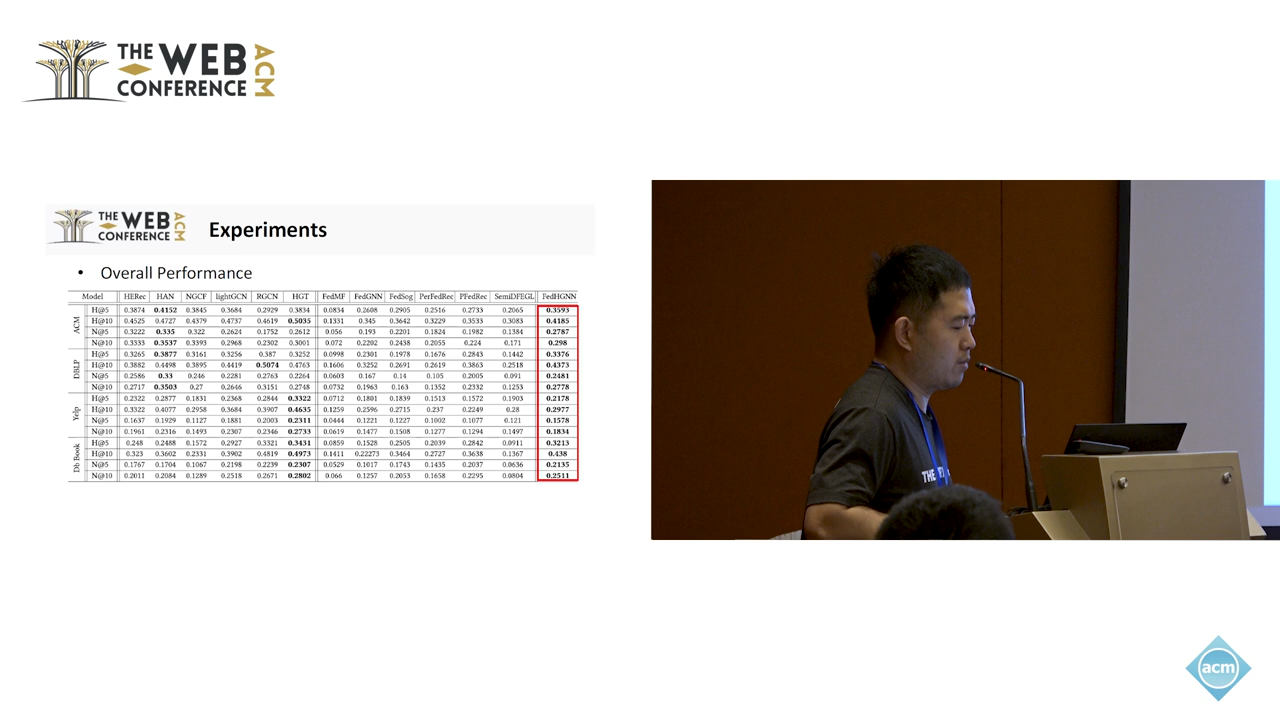 THE WEB CONFERENCE ACM
THE WEB CONFERENCE ACM
Experiments
• Overall Performance
Model HERec HAN NGCF lightGCN RGCN HGT FedMF FedGNN FedSog PerFedRec PFedRec SemiDFEGL FedHGNN
ACM
H@5 0.3874 0.4152 0.3845 0.3684 0.2929 0.3834 0.0834 0.2608 0.2905 0.2516 0.2733 0.2065 0.3593
H@10 0.4525 0.4727 0.4379 0.4737 0.4619 0.5035 0.1331 0.345 0.3642 0.3229 0.3533 0.3083 0.4185
N@5 0.3222 0.335 0.322 0.2624 0.1752 0.2612 0.056 0.193 0.2201 0.1824 0.1982 0.1384 0.2787
N@10 0.3333 0.3537 0.3393 0.2968 0.2302 0.3001 0.072 0.2202 0.2438 0.2055 0.224 0.171 0.298
DBLP
H@5 0.3265 0.3877 0.3161 0.3256 0.387 0.3252 0.0998 0.2301 0.1978 0.1676 0.2843 0.1442 0.3376
H@10 0.3882 0.4498 0.3895 0.4419 0.5074 0.4763 0.1606 0.3252 0.2691 0.2619 0.3863 0.2518 0.4373
N@5 0.2586 0.33 0.246 0.2281 0.2763 0.2264 0.0603 0.167 0.14 0.105 0.2005 0.091 0.2481
N@10 0.2717 0.3503 0.27 0.2646 0.3151 0.2748 0.0732 0.1963 0.163 0.1352 0.2332 0.1253 0.2778
Yelp
H@5 0.2322 0.2877 0.1831 0.2368 0.2844 0.3322 0.0712 0.1801 0.1839 0.1513 0.1572 0.1903 0.2178
H@10 0.3322 0.4077 0.2958 0.3684 0.3907 0.4635 0.1259 0.2596 0.2715 0.237 0.2249 0.28 0.2977
N@5 0.1637 0.1929 0.1127 0.1881 0.2003 0.2311 0.0444 0.1221 0.1227 0.1002 0.1077 0.121 0.1578
N@10 0.1961 0.2316 0.1493 0.2307 0.2346 0.2733 0.0619 0.1477 0.1508 0.1277 0.1294 0.1497 0.1834
Db Book
H@5 0.248 0.2488 0.1572 0.2927 0.3321 0.3431 0.0859 0.1528 0.2505 0.2039 0.2842 0.0911 0.3213
H@10 0.323 0.3602 0.2331 0.3902 0.4819 0.4973 0.1411 0.22273 0.3464 0.2727 0.3638 0.1367 0.438
N@5 0.1767 0.1704 0.1067 0.2198 0.2239 0.2307 0.0529 0.1017 0.1743 0.1435 0.2037 0.0636 0.2135
N@10 0.2011 0.2084 0.1289 0.2518 0.2671 0.2802 0.066 0.1257 0.2053 0.1658 0.2295 0.0804 0.2511
THE
acm